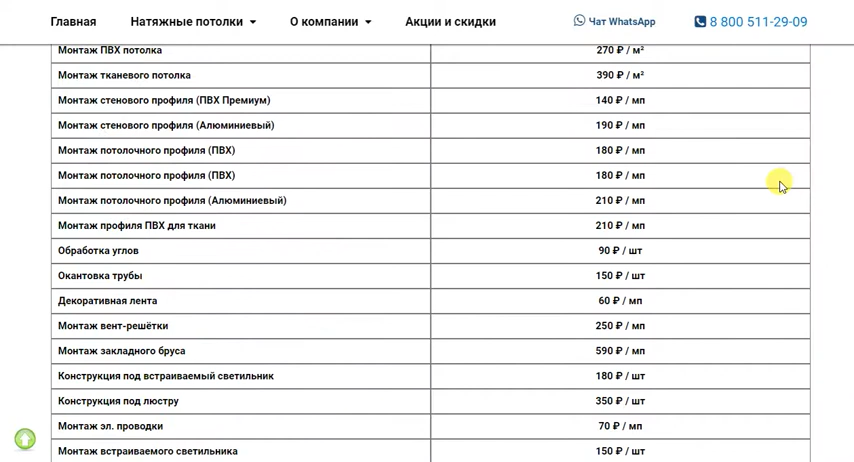 Главная Натяжные потолки О компании Акции и скидки Чат WhatsApp 8 800 511-29-09
Монтаж ПВХ потолка 270 ₽ / м²
Монтаж тканевого потолка 390 ₽ / м²
Монтаж стенового профиля (ПВХ Премиум) 140 ₽ / мп
Монтаж стенового профиля (Алюминиевый) 190 ₽ / мп
Монтаж потолочного профиля (ПВХ) 180 ₽ / мп
Монтаж потолочного профиля (ПВХ) 180 ₽ / мп
Монтаж потолочного профиля (Алюминиевый) 210 ₽ / мп
Монтаж профиля ПВХ для ткани 210 ₽ / мп
Обработка углов 90 ₽ / шт
Окантовка трубы 150 ₽ / шт
Декоративная лента 60 ₽ / мп
Монтаж вент-решётки 250 ₽ / мп
Монтаж закладного бруса 590 ₽ / мп
Конструкция под встраиваемый светильник 180 ₽ / шт
Конструкция под люстру 350 ₽ / шт
Монтаж эл. проводки 70 ₽ / мп
Монтаж встраиваемого светильника 150 ₽ / шт